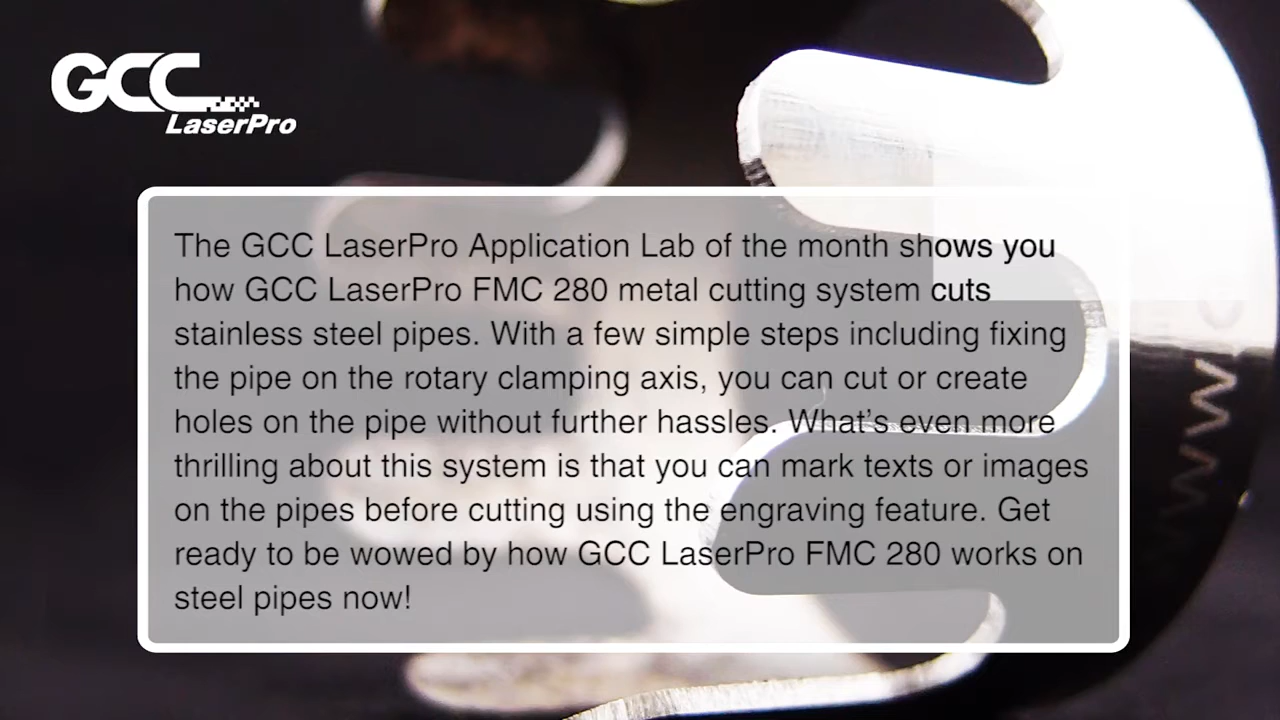 GCC
LaserPro
The GCC LaserPro Application Lab of the month shows you
how GCC LaserPro FMC 280 metal cutting system cuts
stainless steel pipes. With a few simple steps including fixing
the pipe on the rotary clamping axis, you can cut or create
holes on the pipe without further hassles. What’s even more
thrilling about this system is that you can mark texts or images
on the pipes before cutting using the engraving feature. Get
ready to be wowed by how GCC LaserPro FMC 280 works on
steel pipes now!
WWW